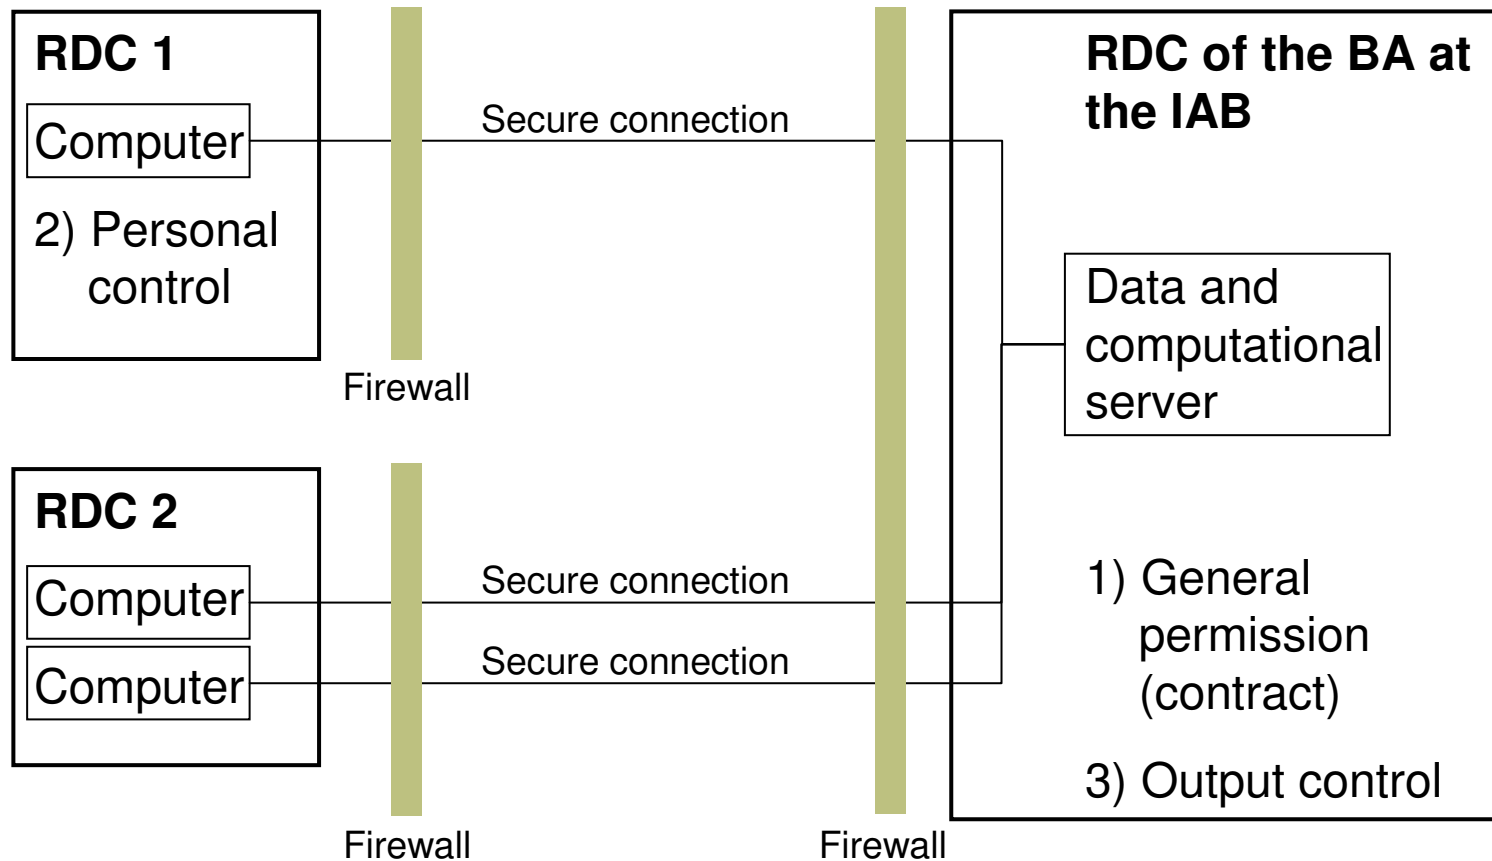 RDC 1
Computer
2) Personal
control
Secure connection
Firewall
RDC 2
Computer
Computer
Secure connection
Secure connection
Firewall
Firewall
RDC of the BA at
the IAB
Data and
computational
server
1) General
permission
(contract)
3) Output control